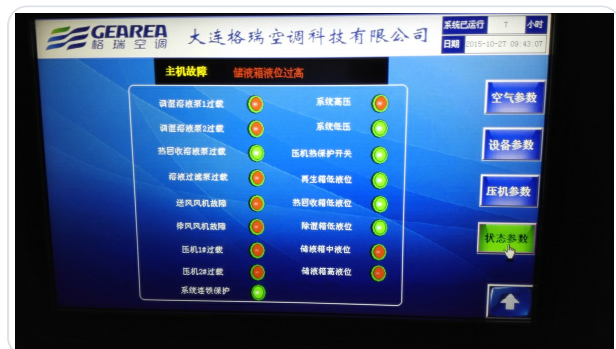 GEAREA
格瑞空调
大连格瑞空调科技有限公司
系统已运行 7 小时
日期 2015-10-27 09:43:07
主机故障 储液箱液位过高
调湿溶液泵1过载 系统高压
调湿溶液泵2过载 系统低压
热回收溶液泵过载 压机热保护开关
溶液过滤泵过载 再生箱低液位
送风风机故障 热回收箱低液位
排风风机故障 除湿箱低液位
压机1#过载 储液箱中液位
压机2#过载 储液箱高液位
系统连锁保护
空气参数
设备参数
压机参数
状态参数